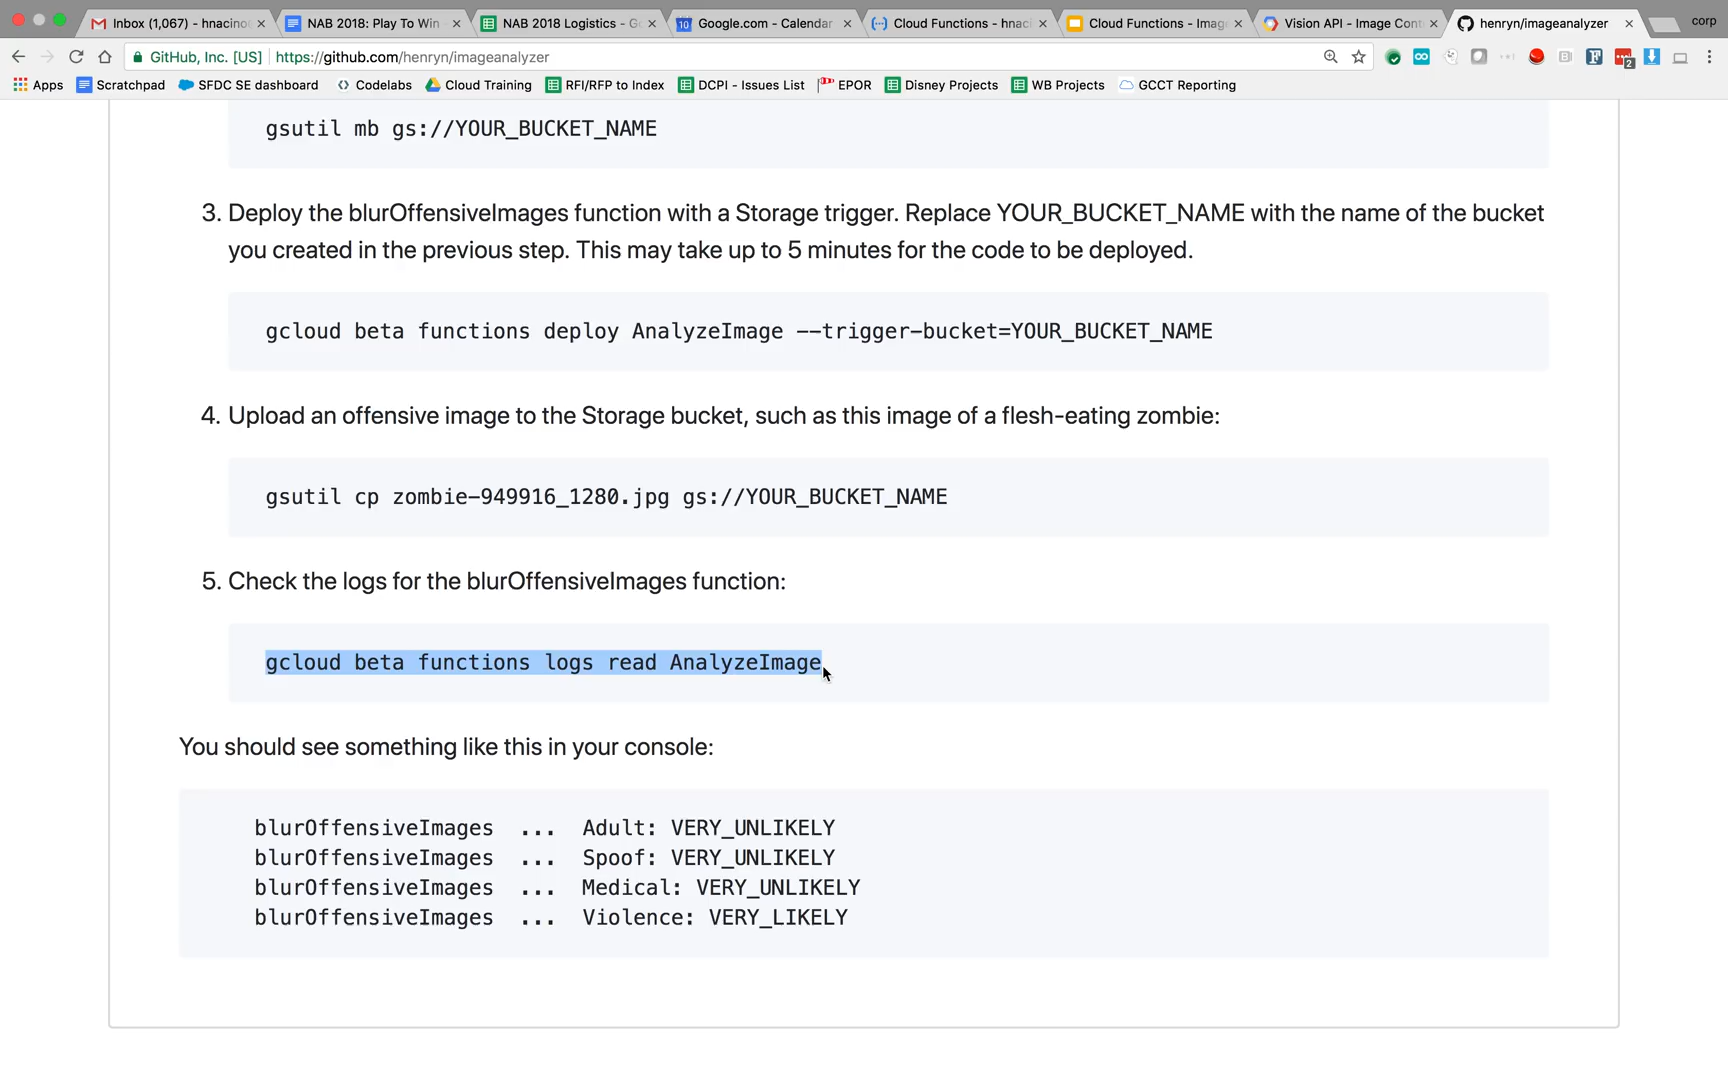 Inbox (1,067) - hnacino
NAB 2018: Play To Win
NAB 2018 Logistics - G
Google.com - Calendar
Cloud Functions - hnaci
Cloud Functions - Imag
Vision API - Image Con
henryn/imageanalyzer
corp
GitHub, Inc. [US]
https://github.com/henryn/imageanalyzer
Apps
Scratchpad
SFDC SE dashboard
Codelabs
Cloud Training
RFI/RFP to Index
DCPI - Issues List
EPOR
Disney Projects
WB Projects
GCCT Reporting
gsutil mb gs://YOUR_BUCKET_NAME
3. Deploy the blurOffensiveImages function with a Storage trigger. Replace YOUR_BUCKET_NAME with the name of the bucket
you created in the previous step. This may take up to 5 minutes for the code to be deployed.
gcloud beta functions deploy AnalyzeImage --trigger-bucket=YOUR_BUCKET_NAME
4. Upload an offensive image to the Storage bucket, such as this image of a flesh-eating zombie:
gsutil cp zombie-949916_1280.jpg gs://YOUR_BUCKET_NAME
5. Check the logs for the blurOffensiveImages function:
gcloud beta functions logs read AnalyzeImage
You should see something like this in your console:
blurOffensiveImages ... Adult: VERY_UNLIKELY
blurOffensiveImages ... Spoof: VERY_UNLIKELY
blurOffensiveImages ... Medical: VERY_UNLIKELY
blurOffensiveImages ... Violence: VERY_LIKELY